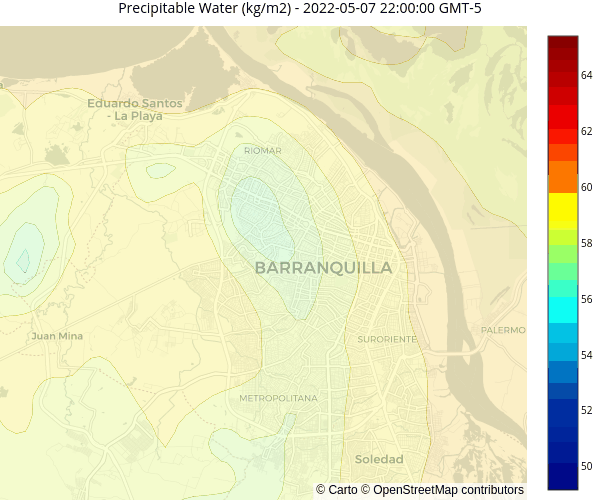 Precipitable Water (kg/m2) - 2022-05-07 22:00:00 GMT-5
Eduardo Santos
- La Playa
RIOMAR
BARRANQUILLA
Juan Mina
PALERMO
SURORIENTE
METROPOLITANA
Soledad
© Carto © OpenStreetMap contributors
64
62
60
58
56
54
52
50